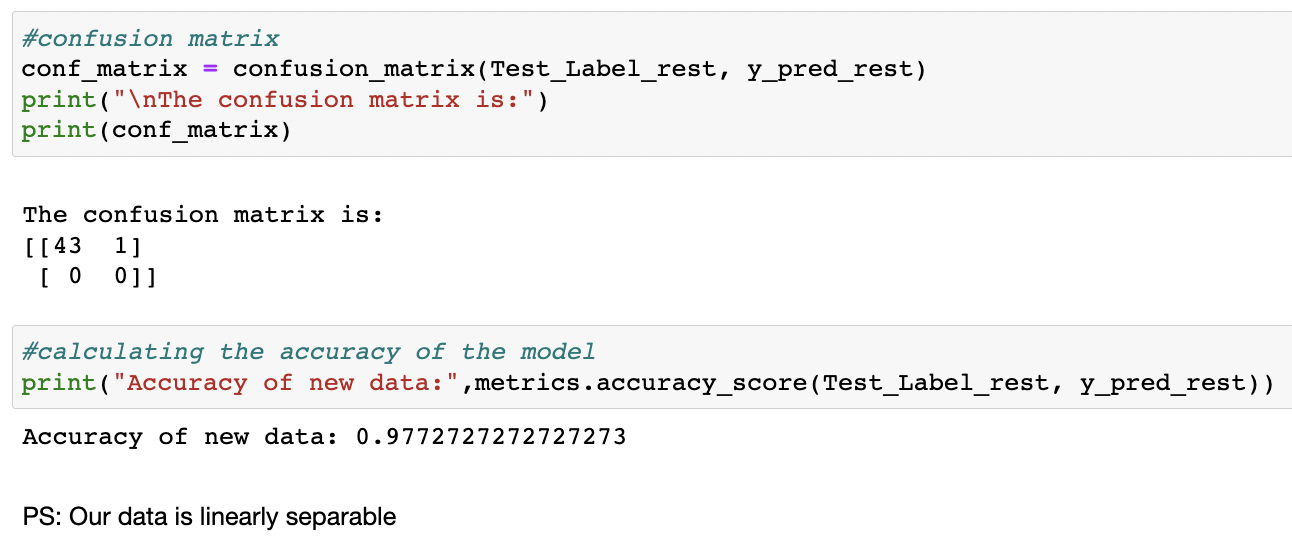 #confusion matrix
conf_matrix = confusion_matrix(Test_Label_rest, y_pred_rest)
print("\nThe confusion matrix is:")
print(conf_matrix)
The confusion matrix is:
[[43  1]
 [ 0  0]]
#calculating the accuracy of the model
print("Accuracy of new data:",metrics.accuracy_score(Test_Label_rest, y_pred_rest))
Accuracy of new data: 0.9772727272727273
PS: Our data is linearly separable